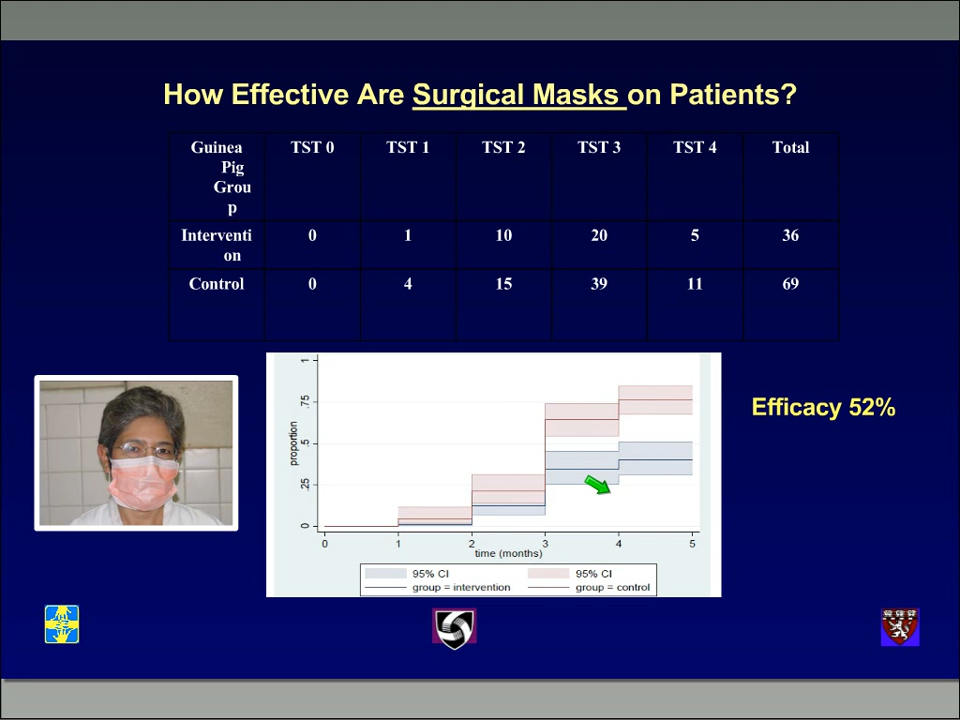 How Effective Are Surgical Masks on Patients?
Guinea Pig Grou p TST 0 TST 1 TST 2 TST 3 TST 4 Total
Interventi on 0 1 10 20 5 36
Control 0 4 15 39 11 69
Efficacy 52%
proportion
1
.75
.5
.25
0
0 1 2 3 4 5
time (months)
95% CI 95% CI
group = intervention group = control